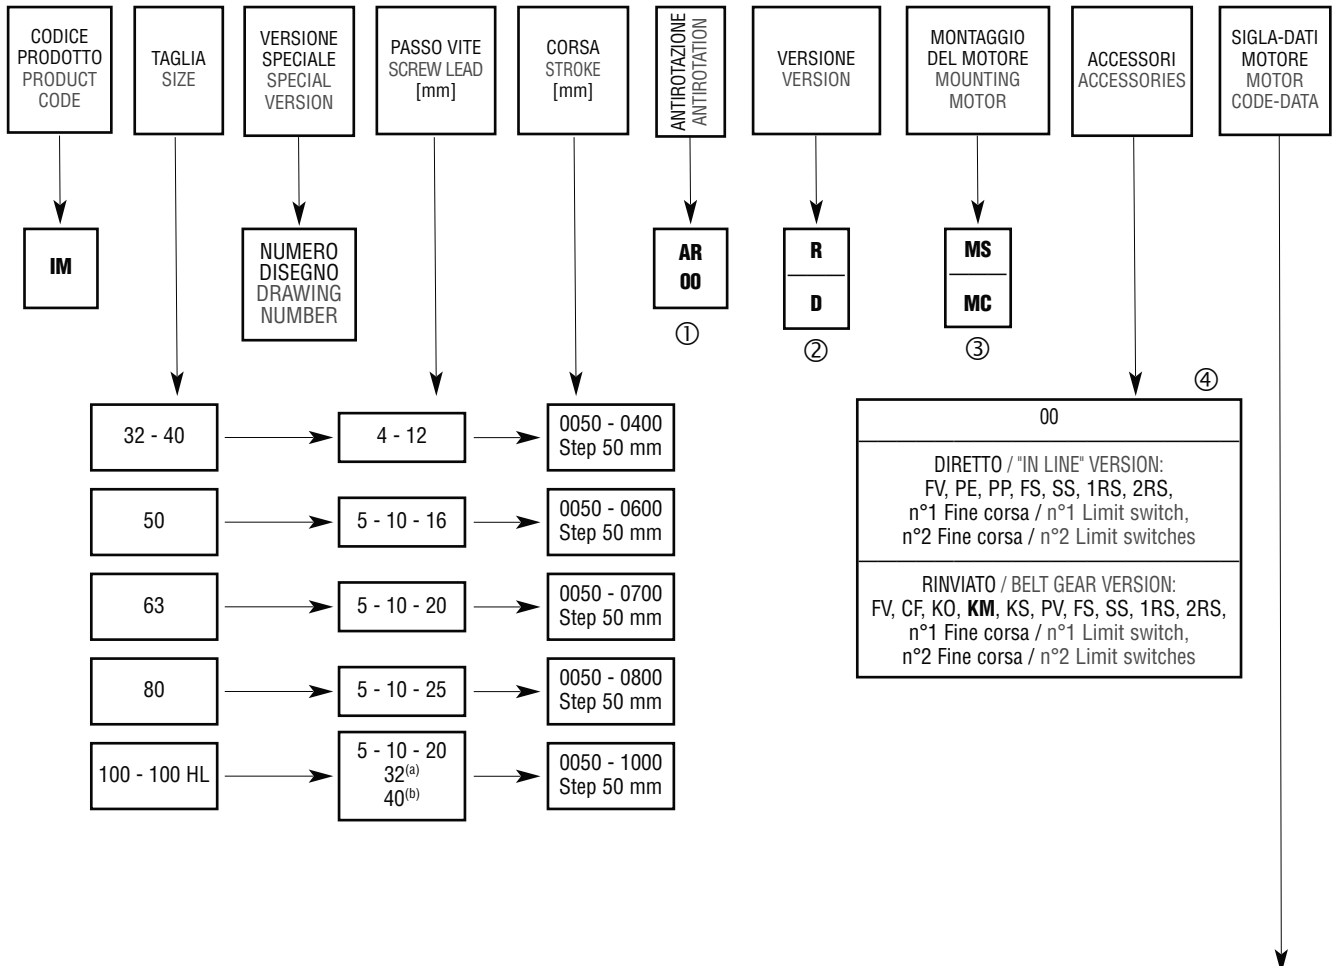 CODICE
PRODOTTO
PRODUCT
CODE
TAGLIA
SIZE
VERSIONE
SPECIALE
SPECIAL
VERSION
PASSO VITE
SCREW LEAD
[mm]
CORSA
STROKE
[mm]
ANTIROTAZIONE
ANTIROTATION
VERSIONE
VERSION
MONTAGGIO
DEL MOTORE
MOUNTING
MOTOR
ACCESSORI
ACCESSORIES
SIGLA-DATI
MOTORE
MOTOR
CODE-DATA
IM
NUMERO
DISEGNO
DRAWING
NUMBER
AR
00
①
R
D
②
MS
MC
③
④
00
DIRETTO / "IN LINE" VERSION:
FV, PE, PP, FS, SS, 1RS, 2RS,
n°1 Fine corsa / n°1 Limit switch,
n°2 Fine corsa / n°2 Limit switches
RINVIATO / BELT GEAR VERSION:
FV, CF, KO, KM, KS, PV, FS, SS, 1RS, 2RS,
n°1 Fine corsa / n°1 Limit switch,
n°2 Fine corsa / n°2 Limit switches
32 - 40
4 - 12
0050 - 0400
Step 50 mm
50
5 - 10 - 16
0050 - 0600
Step 50 mm
63
5 - 10 - 20
0050 - 0700
Step 50 mm
80
5 - 10 - 25
0050 - 0800
Step 50 mm
100 - 100 HL
5 - 10 - 20
32(a)
40(b)
0050 - 1000
Step 50 mm